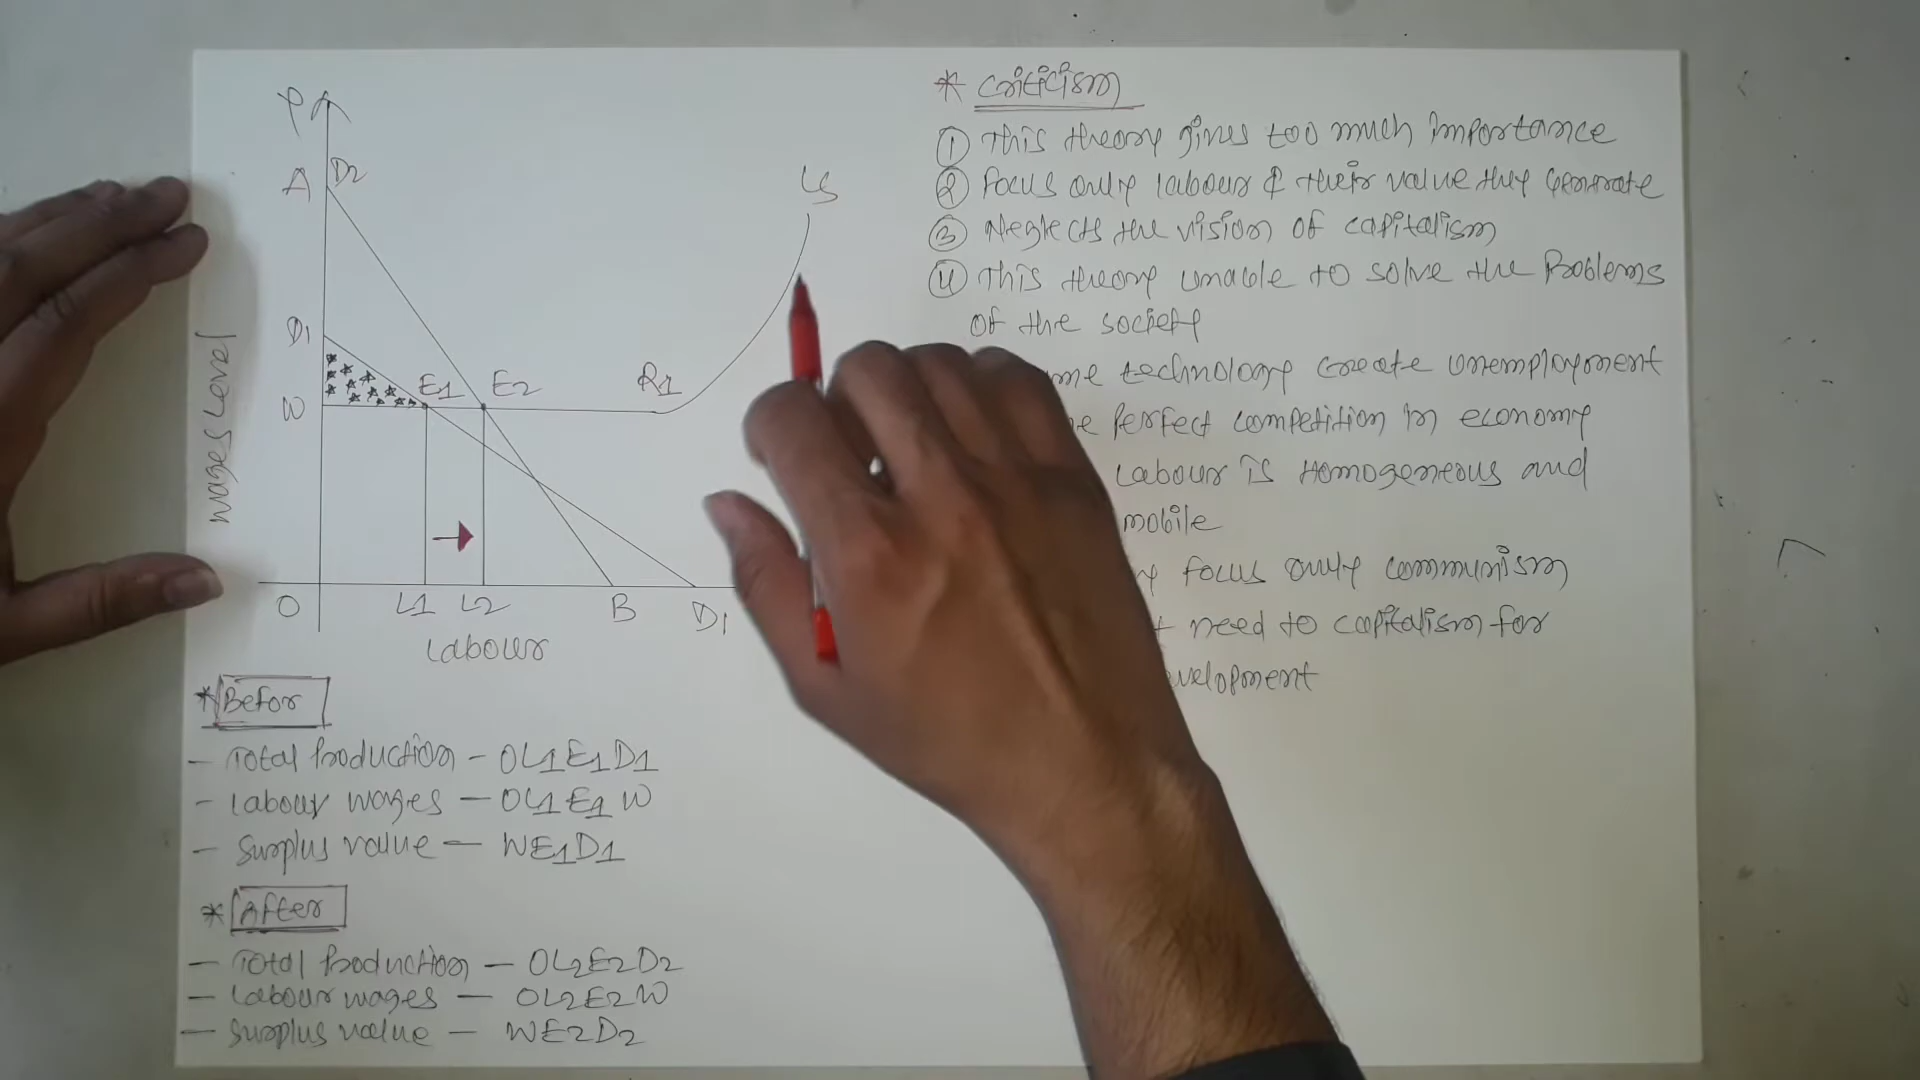 P
A D2
D1
W
E1 E2 R1 LS
wages level
O L1 L2 B D1
Labour
* Befor
- Total Production - OL1E1D1
- Labour wages - OL1E1W
- Surplus value - WE1D1
* After
- Total Production - OL2E2D2
- Labour wages - OL2E2W
- Surplus value - WE2D2
* Criticism
① This theory gives too much importance
② Focus only labour & their value they Generate
③ Neglects the vision of capitalism
④ This theory unable to solve the Problems
of the society
technology create unemployment
Perfect competition in economy
Labour is Homogeneous and
mobile
focus only communism
need to capitalism for